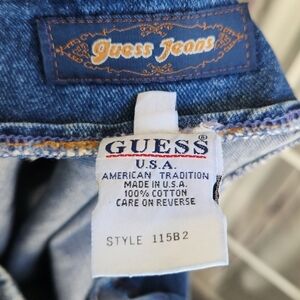 Guess Jeans
GUESS®
U.S.A.
AMERICAN TRADITION
MADE IN U.S.A.
100% COTTON
CARE ON REVERSE
STYLE 115B2